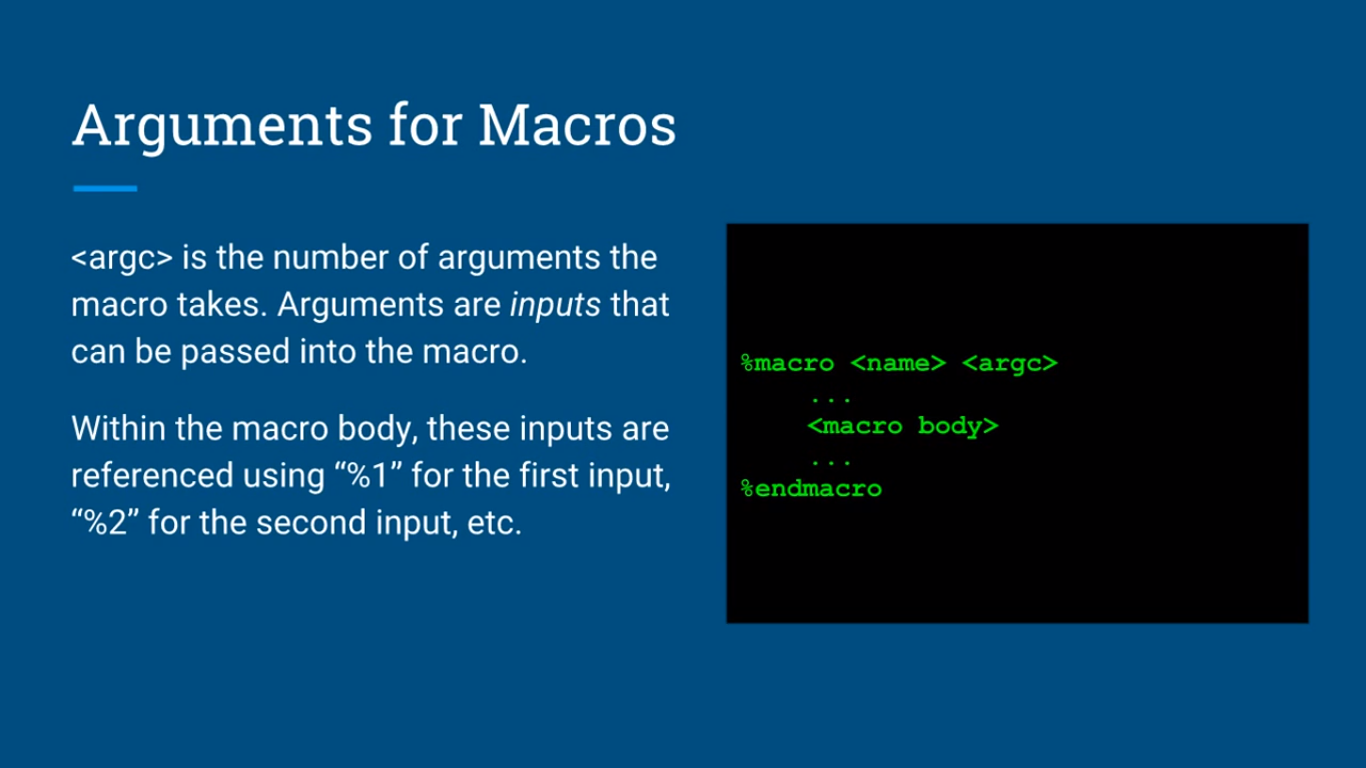 Arguments for Macros
<argc> is the number of arguments the
macro takes. Arguments are inputs that
can be passed into the macro.
Within the macro body, these inputs are
referenced using “%1” for the first input,
“%2” for the second input, etc.
%macro <name> <argc>
...
<macro body>
...
%endmacro